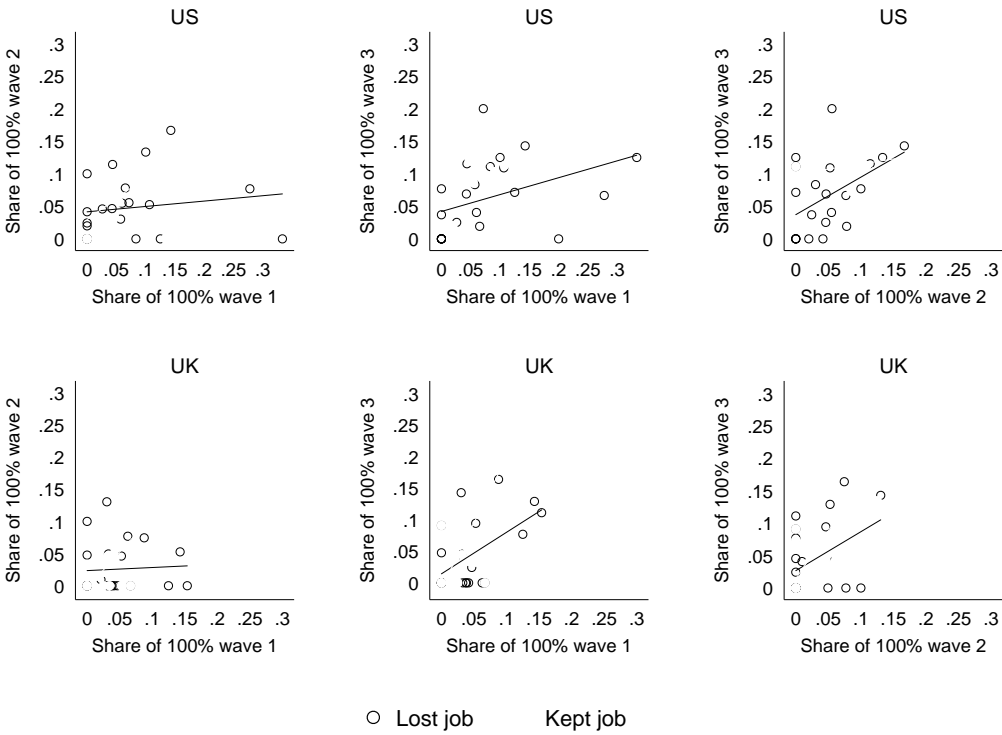 US
Share of 100% wave 2
.3
.25
.2
.15
.1
.05
0
0 .05 .1 .15 .2 .25 .3
Share of 100% wave 1
US
Share of 100% wave 3
.3
.25
.2
.15
.1
.05
0
0 .05 .1 .15 .2 .25 .3
Share of 100% wave 1
US
Share of 100% wave 3
.3
.25
.2
.15
.1
.05
0
0 .05 .1 .15 .2 .25 .3
Share of 100% wave 2
UK
Share of 100% wave 2
.3
.25
.2
.15
.1
.05
0
0 .05 .1 .15 .2 .25 .3
Share of 100% wave 1
UK
Share of 100% wave 3
.3
.25
.2
.15
.1
.05
0
0 .05 .1 .15 .2 .25 .3
Share of 100% wave 1
UK
Share of 100% wave 3
.3
.25
.2
.15
.1
.05
0
0 .05 .1 .15 .2 .25 .3
Share of 100% wave 2
Lost job Kept job